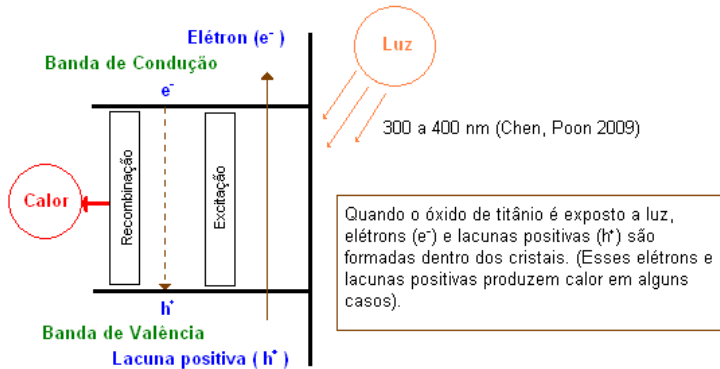 Elétron (e⁻)
Luz
Banda de Condução
e⁻
300 a 400 nm (Chen, Poon 2009)
Recombinação
Excitação
Calor
Quando o óxido de titânio é exposto a luz,
elétrons (e⁻) e lacunas positivas (h⁺) são
formadas dentro dos cristais. (Esses elétrons e
lacunas positivas produzem calor em alguns
casos).
h⁺
Banda de Valência
Lacuna positiva (h⁺)